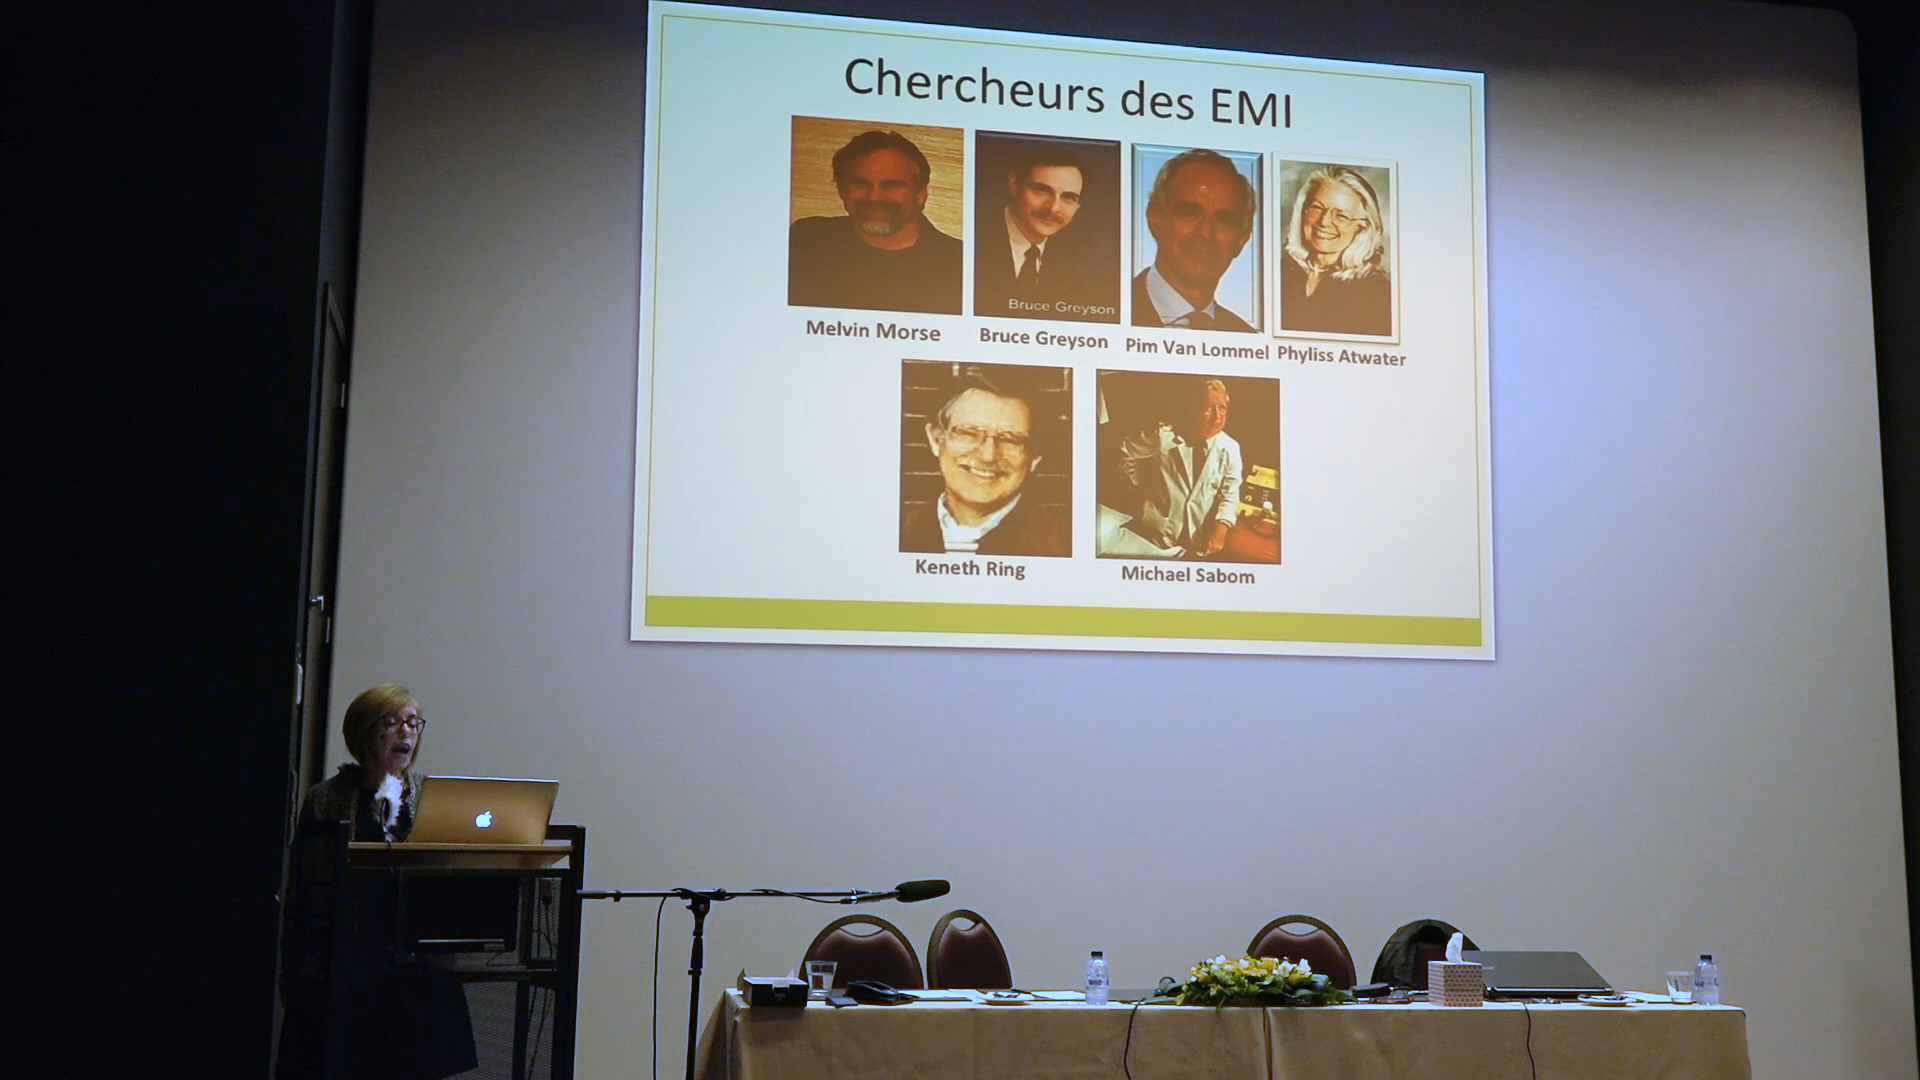 Chercheurs des EMI
Bruce Greyson
Melvin Morse
Bruce Greyson
Pim Van Lommel
Phyliss Atwater
Keneth Ring
Michael Sabom